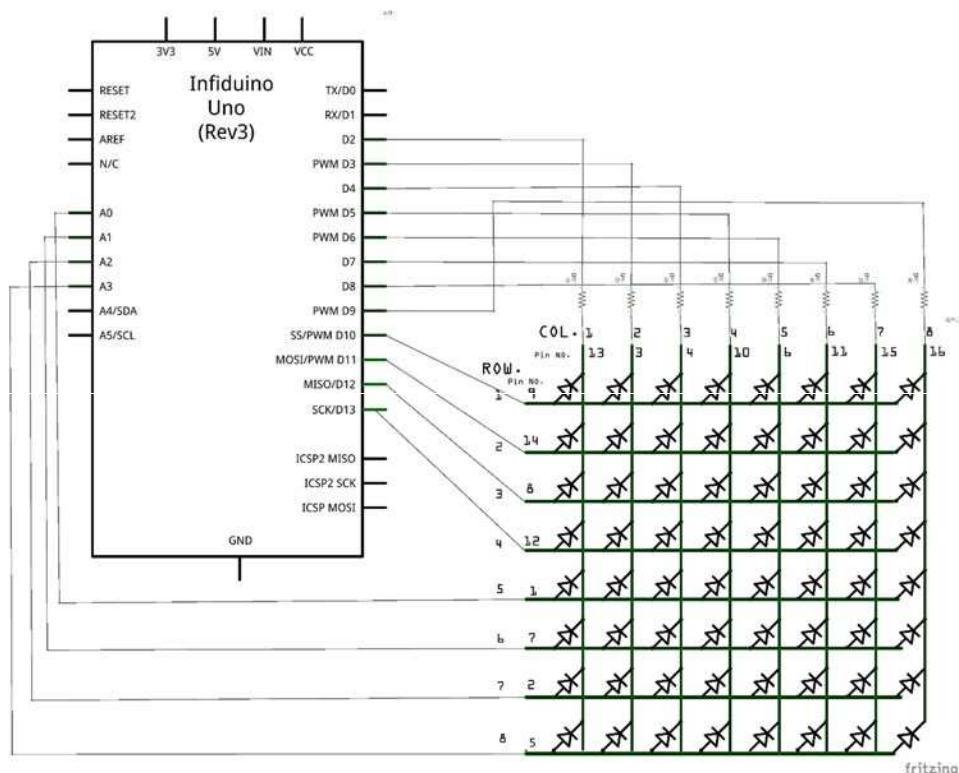 3V3 5V VIN VCC
Infiduino
Uno
(Rev3)
RESET
RESET2
AREF
N/C
A0
A1
A2
A3
A4/SDA
A5/SCL
TX/D0
RX/D1
D2
PWM D3
D4
PWM D5
PWM D6
D7
D8
PWM D9
SS/PWM D10
MOSI/PWM D11
MISO/D12
SCK/D13
ICSP2 MISO
ICSP2 SCK
ICSP MOSI
GND
COL. 1 2 3 4 5 6 7 8
Pin No. 13 3 4 10 6 11 15 16
ROW.
Pin No.
1 9
2 14
3 8
4 12
5 1
6 7
7 2
8 5
fritzing